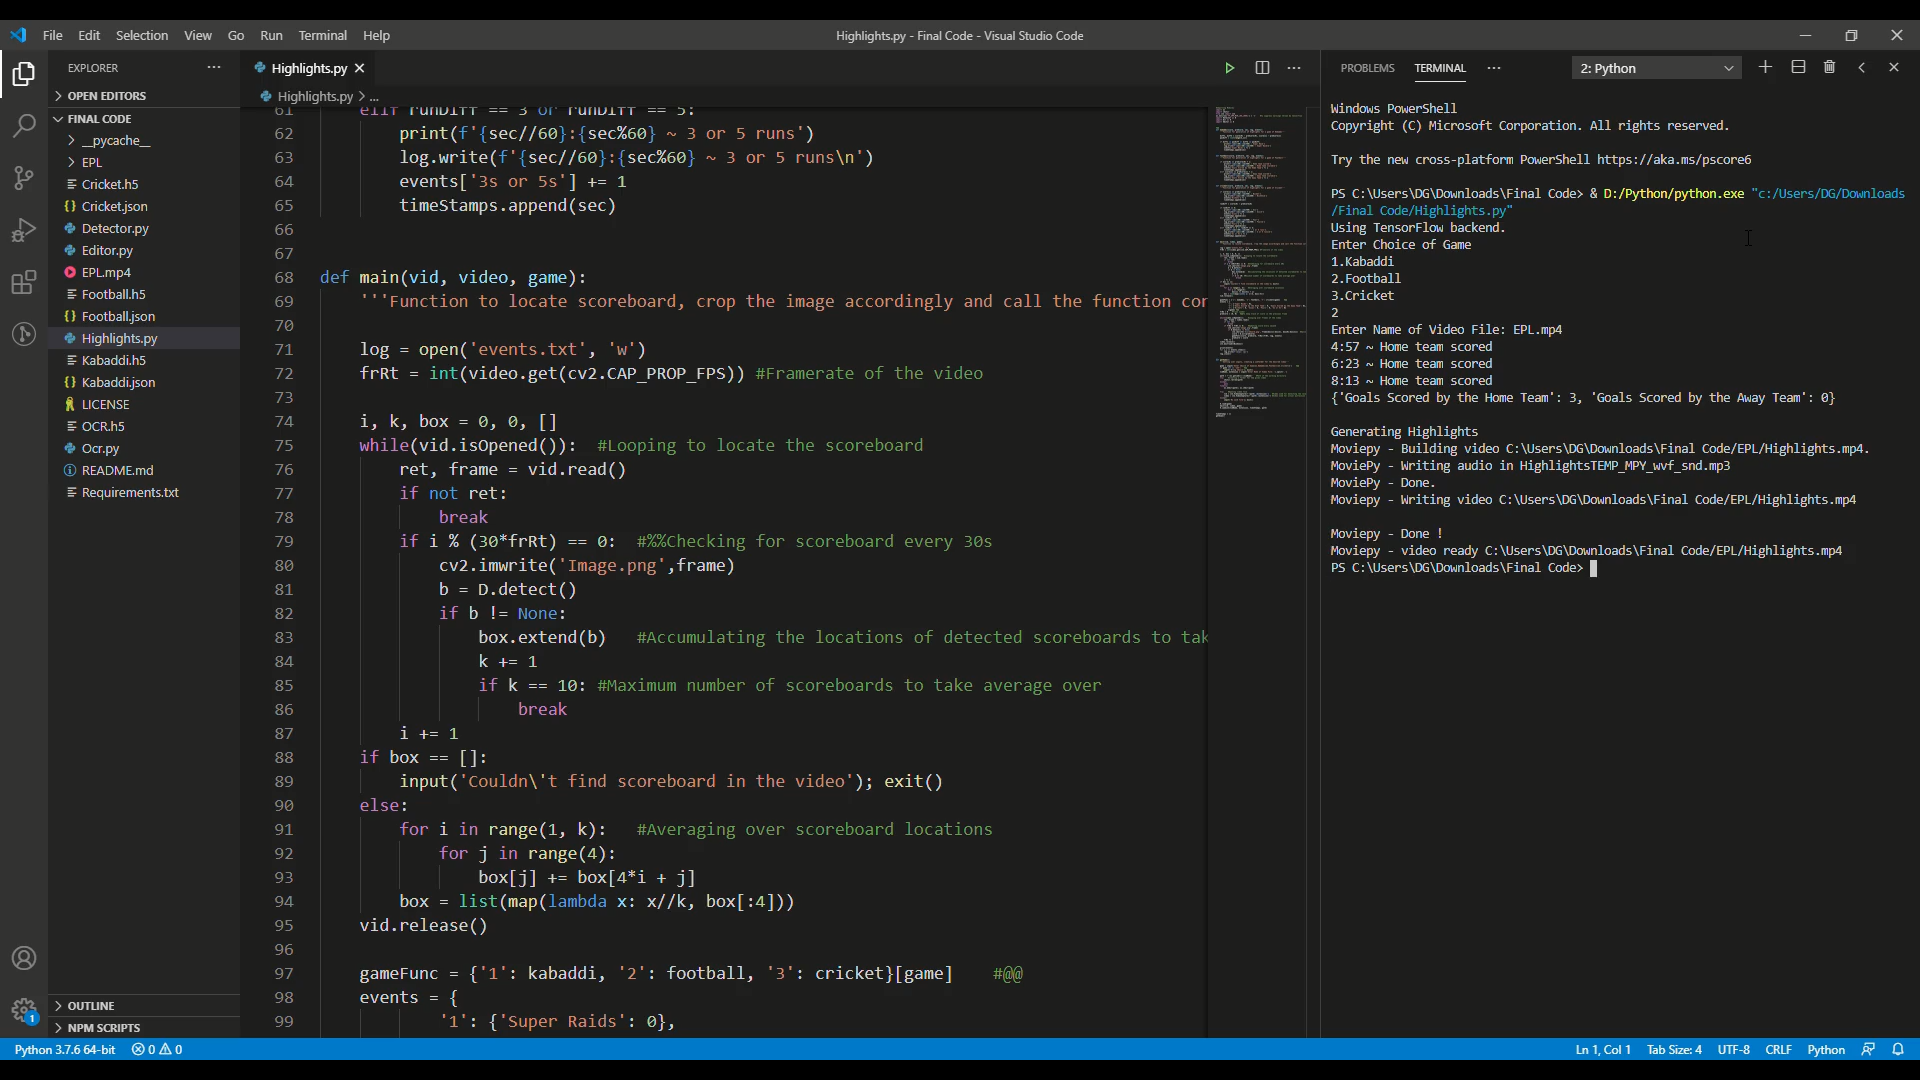 File Edit Selection View Go Run Terminal Help
Highlights.py - Final Code - Visual Studio Code
EXPLORER
OPEN EDITORS
FINAL CODE
__pycache__
EPL
Cricket.h5
Cricket.json
Detector.py
Editor.py
EPL.mp4
Football.h5
Football.json
Highlights.py
Kabaddi.h5
Kabaddi.json
LICENSE
OCR.h5
Ocr.py
README.md
Requirements.txt
OUTLINE
NPM SCRIPTS
Highlights.py
Highlights.py > ...
61 elif runDiff == 3 or runDiff == 5:
62 print(f'{sec//60}:{sec%60} ~ 3 or 5 runs')
63 log.write(f'{sec//60}:{sec%60} ~ 3 or 5 runs\n')
64 events['3s or 5s'] += 1
65 timeStamps.append(sec)
66
67
68 def main(vid, video, game):
69 '''Function to locate scoreboard, crop the image accordingly and call the function cor
70
71 log = open('events.txt', 'w')
72 frRt = int(video.get(cv2.CAP_PROP_FPS)) #Framerate of the video
73
74 i, k, box = 0, 0, []
75 while(vid.isOpened()): #Looping to locate the scoreboard
76 ret, frame = vid.read()
77 if not ret:
78 break
79 if i % (30*frRt) == 0: #%%Checking for scoreboard every 30s
80 cv2.imwrite('Image.png',frame)
81 b = D.detect()
82 if b != None:
83 box.extend(b) #Accumulating the locations of detected scoreboards to tak
84 k += 1
85 if k == 10: #Maximum number of scoreboards to take average over
86 break
87 i += 1
88 if box == []:
89 input('Couldn\'t find scoreboard in the video'); exit()
90 else:
91 for i in range(1, k): #Averaging over scoreboard locations
92 for j in range(4):
93 box[j] += box[4*i + j]
94 box = list(map(lambda x: x//k, box[:4]))
95 vid.release()
96
97 gameFunc = {'1': kabaddi, '2': football, '3': cricket}[game] #@@
98 events = {
99 '1': {'Super Raids': 0},
PROBLEMS TERMINAL
2: Python
Windows PowerShell
Copyright (C) Microsoft Corporation. All rights reserved.
Try the new cross-platform PowerShell https://aka.ms/pscore6
PS C:\Users\DG\Downloads\Final Code> & D:/Python/python.exe "c:/Users/DG/Downloads
/Final Code/Highlights.py"
Using TensorFlow backend.
Enter Choice of Game
1.Kabaddi
2.Football
3.Cricket
2
Enter Name of Video File: EPL.mp4
4:57 ~ Home team scored
6:23 ~ Home team scored
8:13 ~ Home team scored
{'Goals Scored by the Home Team': 3, 'Goals Scored by the Away Team': 0}
Generating Highlights
Moviepy - Building video C:\Users\DG\Downloads\Final Code/EPL/Highlights.mp4.
MoviePy - Writing audio in HighlightsTEMP_MPY_wvf_snd.mp3
MoviePy - Done.
Moviepy - Writing video C:\Users\DG\Downloads\Final Code/EPL/Highlights.mp4
Moviepy - Done !
Moviepy - video ready C:\Users\DG\Downloads\Final Code/EPL/Highlights.mp4
PS C:\Users\DG\Downloads\Final Code>
1
Python 3.7.6 64-bit 0 0
Ln 1, Col 1 Tab Size: 4 UTF-8 CRLF Python